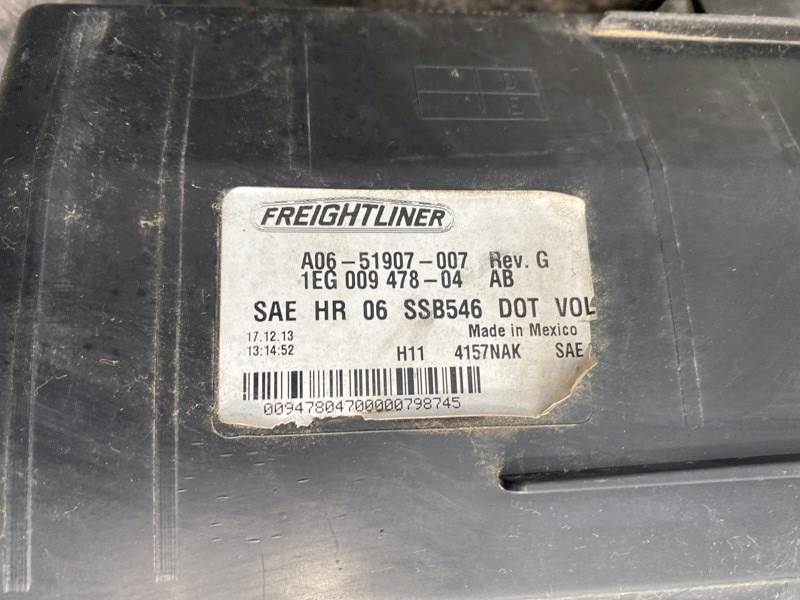 D
E
FREIGHTLINER
A06-51907-007 Rev. G
1EG 009 478-04 AB
SAE HR 06 SSB546 DOT VOL
Made in Mexico
17.12.13
13:14:52
H11 4157NAK SAE
00947804700000798745